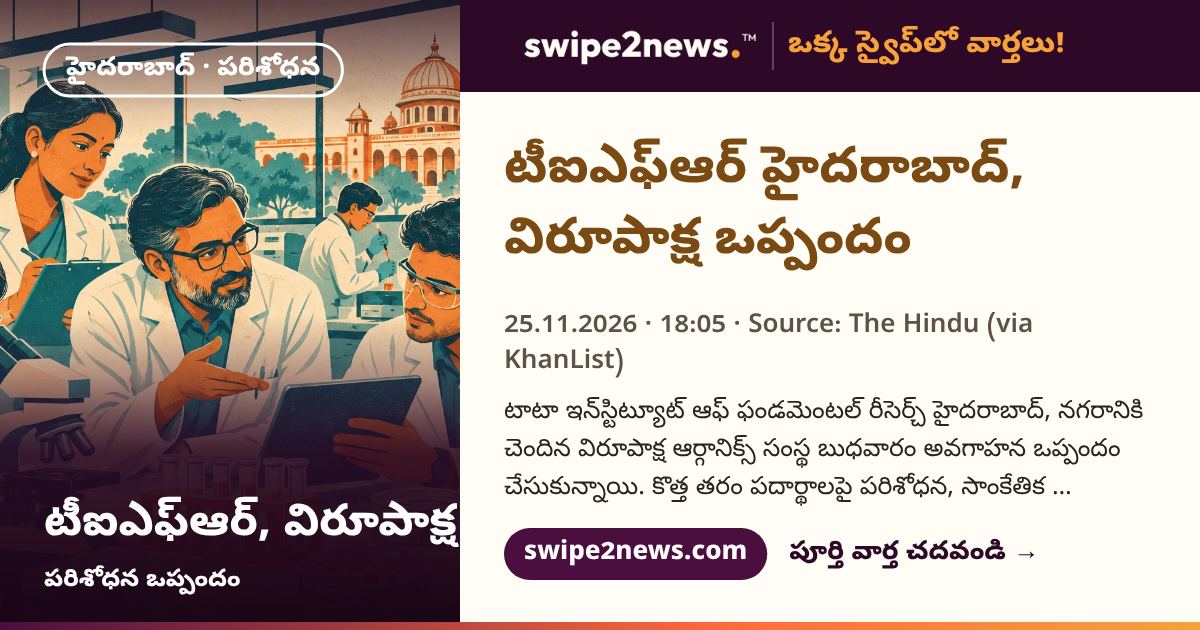 హైదరాబాద్ · పరిశోధన
టీఐఎఫ్ఆర్, విరూపాక్ష
పరిశోధన ఒప్పందం
swipe2news.™ | ఒక్క స్వైప్‌లో వార్తలు!
టీఐఎఫ్ఆర్ హైదరాబాద్,
విరూపాక్ష ఒప్పందం
25.11.2026 · 18:05 · Source: The Hindu (via
KhanList)
టాటా ఇన్‌స్టిట్యూట్ ఆఫ్ ఫండమెంటల్ రీసెర్చ్ హైదరాబాద్, నగరానికి
చెందిన విరూపాక్ష ఆర్గానిక్స్ సంస్థ బుధవారం అవగాహన ఒప్పందం
చేసుకున్నాయి. కొత్త తరం పదార్థాలపై పరిశోధన, సాంకేతిక ...
swipe2news.com పూర్తి వార్త చదవండి →